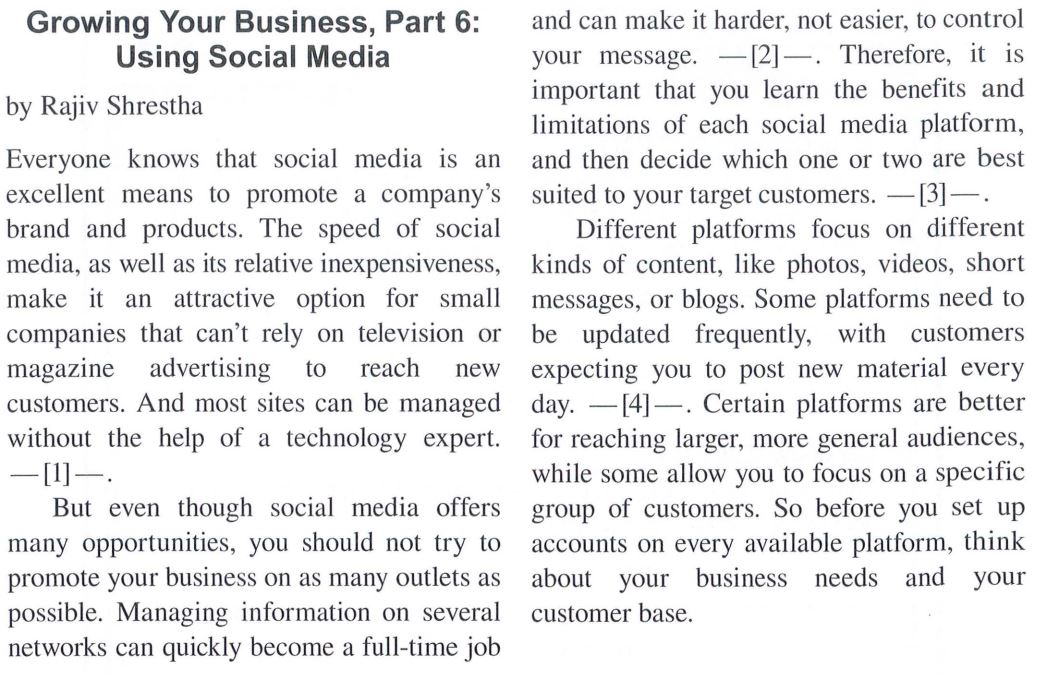 Growing Your Business, Part 6:
Using Social Media
by Rajiv Shrestha
Everyone knows that social media is an
excellent means to promote a company's
brand and products. The speed of social
media, as well as its relative inexpensiveness,
make it an attractive option for small
companies that can't rely on television or
magazine advertising to reach new
customers. And most sites can be managed
without the help of a technology expert.
—[1]—.
But even though social media offers
many opportunities, you should not try to
promote your business on as many outlets as
possible. Managing information on several
networks can quickly become a full-time job
and can make it harder, not easier, to control
your message. —[2]—. Therefore, it is
important that you learn the benefits and
limitations of each social media platform,
and then decide which one or two are best
suited to your target customers. —[3]—.
Different platforms focus on different
kinds of content, like photos, videos, short
messages, or blogs. Some platforms need to
be updated frequently, with customers
expecting you to post new material every
day. —[4]—. Certain platforms are better
for reaching larger, more general audiences,
while some allow you to focus on a specific
group of customers. So before you set up
accounts on every available platform, think
about your business needs and your
customer base.